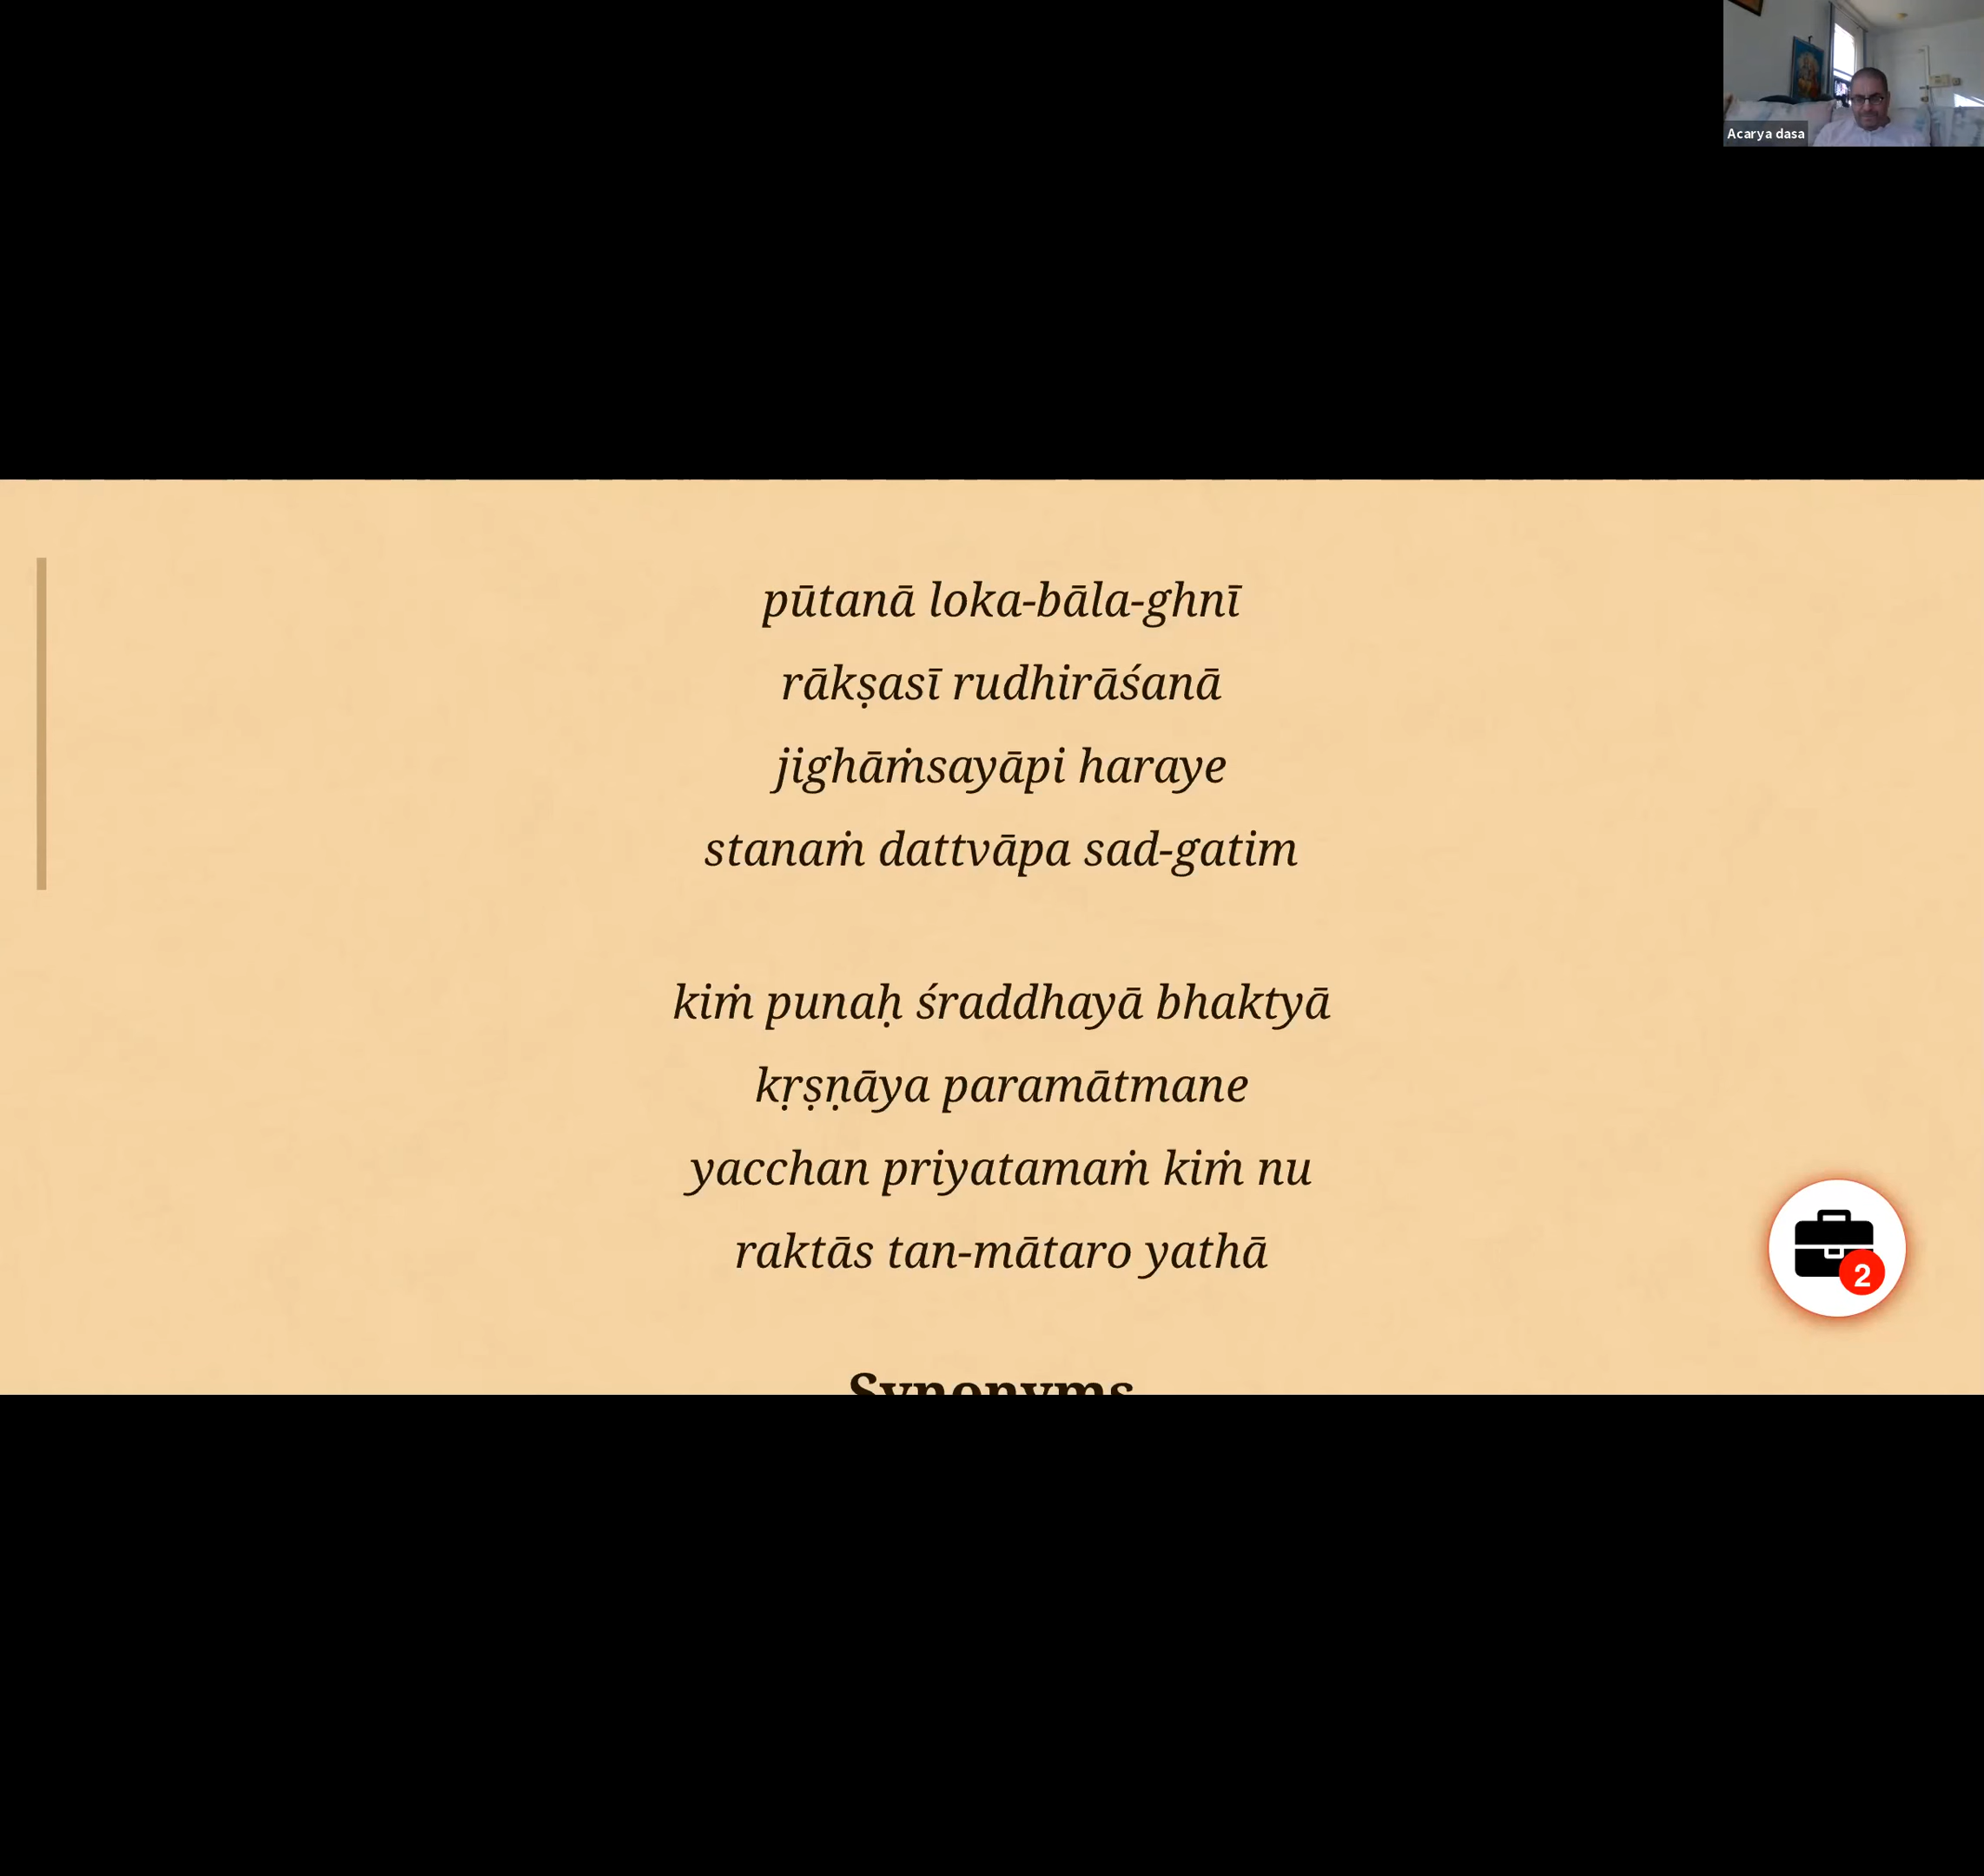 Acarya dasa
pūtanā loka-bāla-ghnī
rākṣasī rudhirāśanā
jighāṁsayāpi haraye
stanaṁ dattvāpa sad-gatim
kiṁ punaḥ śraddhayā bhaktyā
kṛṣṇāya paramātmane
yacchan priyatamaṁ kiṁ nu
raktās tan-mātaro yathā
2
Synonyms